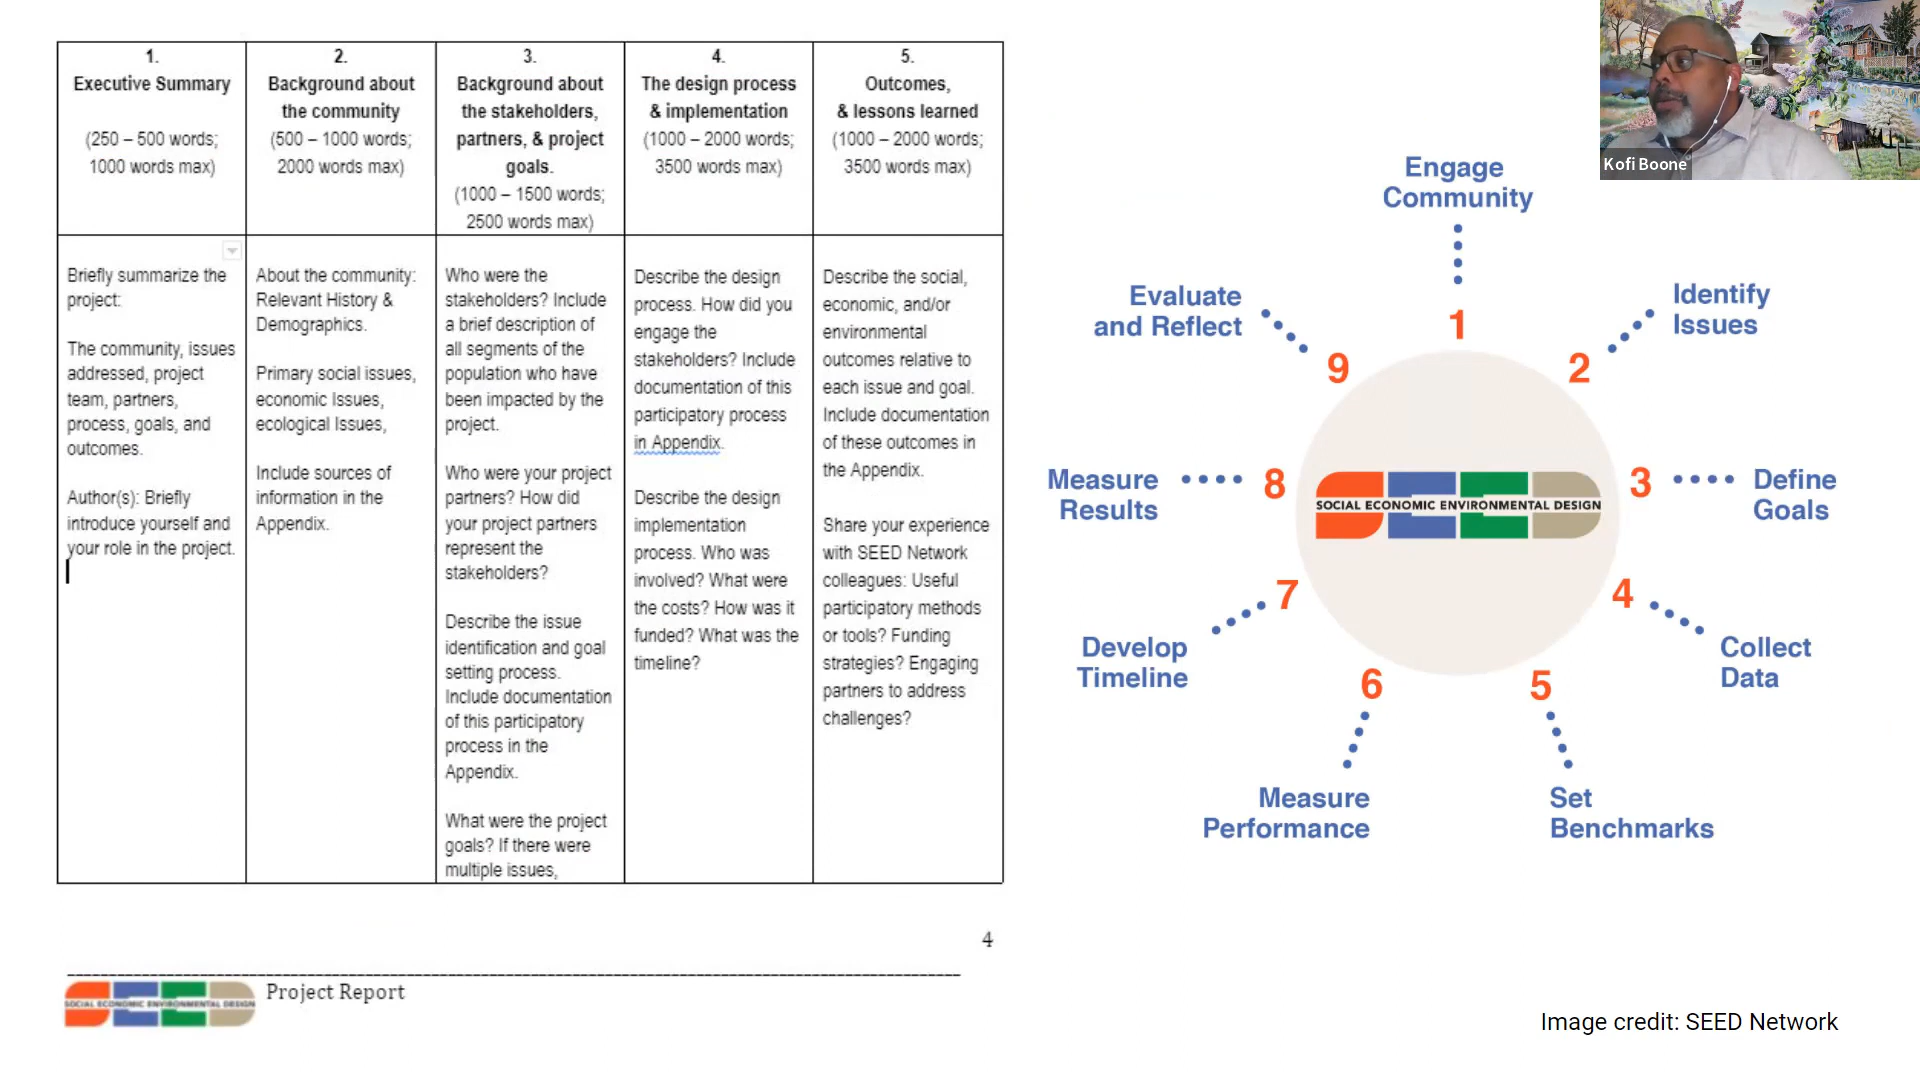 1.
Executive Summary
(250 – 500 words;
1000 words max)
2.
Background about
the community
(500 – 1000 words;
2000 words max)
3.
Background about
the stakeholders,
partners, & project
goals.
(1000 – 1500 words;
2500 words max)
4.
The design process
& implementation
(1000 – 2000 words;
3500 words max)
5.
Outcomes,
& lessons learned
(1000 – 2000 words;
3500 words max)
Briefly summarize the
project:
The community, issues
addressed, project
team, partners,
process, goals, and
outcomes.
Author(s): Briefly
introduce yourself and
your role in the project.
About the community:
Relevant History &
Demographics.
Primary social issues,
economic Issues,
ecological Issues,
Include sources of
information in the
Appendix.
Who were the
stakeholders? Include
a brief description of
all segments of the
population who have
been impacted by the
project.
Who were your project
partners? How did
your project partners
represent the
stakeholders?
Describe the issue
identification and goal
setting process.
Include documentation
of this participatory
process in the
Appendix.
What were the project
goals? If there were
multiple issues,
Describe the design
process. How did you
engage the
stakeholders? Include
documentation of this
participatory process
in Appendix.
Describe the design
implementation
process. Who was
involved? What were
the costs? How was it
funded? What was the
timeline?
Describe the social,
economic, and/or
environmental
outcomes relative to
each issue and goal.
Include documentation
of these outcomes in
the Appendix.
Share your experience
with SEED Network
colleagues: Useful
participatory methods
or tools? Funding
strategies? Engaging
partners to address
challenges?
4
SOCIAL ECONOMIC ENVIRONMENTAL DESIGN
Project Report
Kofi Boone
Engage
Community
1
Identify
Issues
2
Define
Goals
3
Collect
Data
4
Set
Benchmarks
5
Measure
Performance
6
Develop
Timeline
7
Measure
Results
8
Evaluate
and Reflect
9
SOCIAL ECONOMIC ENVIRONMENTAL DESIGN
Image credit: SEED Network